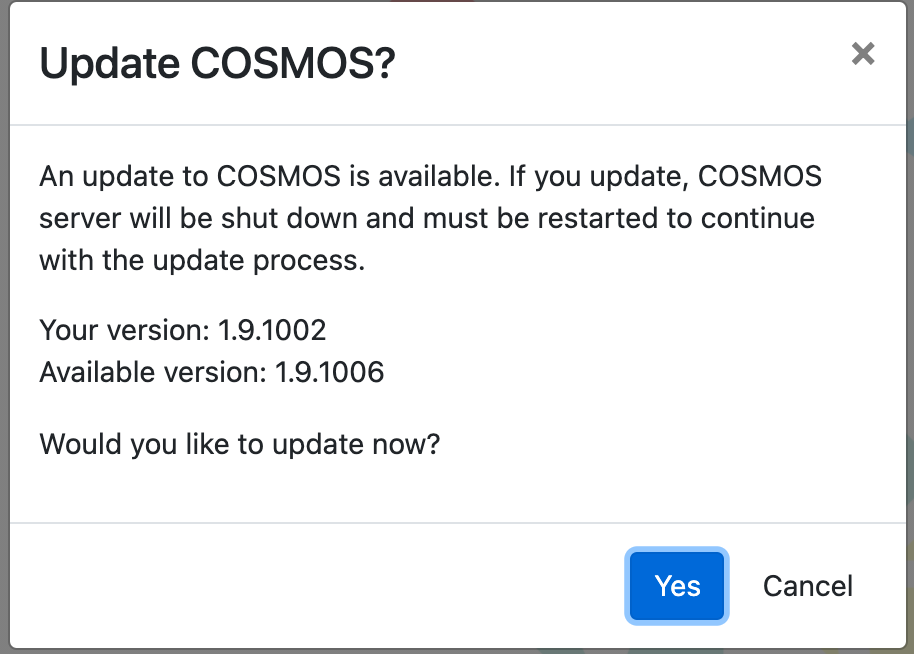 Update COSMOS?
An update to COSMOS is available. If you update, COSMOS
server will be shut down and must be restarted to continue
with the update process.
Your version: 1.9.1002
Available version: 1.9.1006
Would you like to update now?
Yes
Cancel